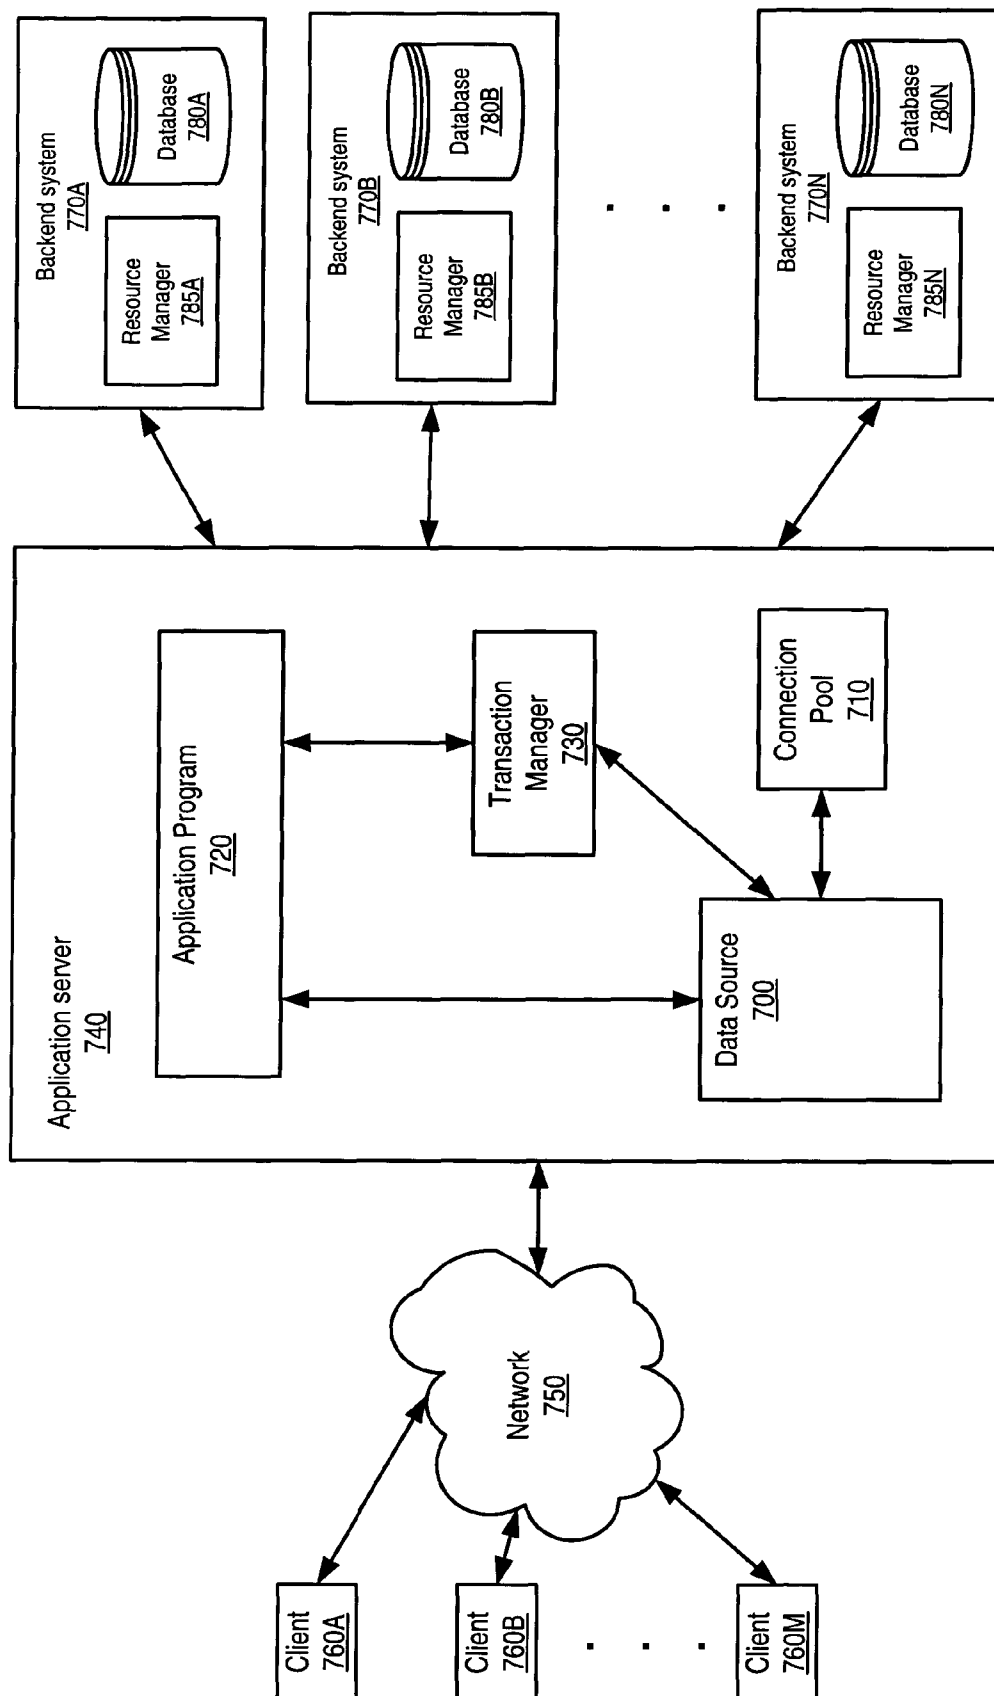 Client
760A
Client
760B
. . . .
Client
760M
Network
750
Application server
740
Application Program
720
Transaction
Manager
730
Data Source
700
Connection
Pool
710
Backend system
770A
Resource
Manager
785A
Database
780A
Backend system
770B
Resource
Manager
785B
Database
780B
. . . .
Backend system
770N
Resource
Manager
785N
Database
780N